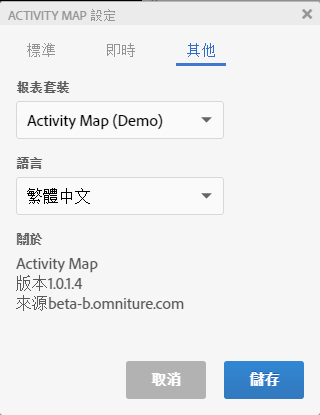 ACTIVITY MAP 設定
標準 即時 其他
報表套裝
Activity Map (Demo)
語言
繁體中文
關於
Activity Map
版本1.0.1.4
來源beta-b.omniture.com
取消 儲存